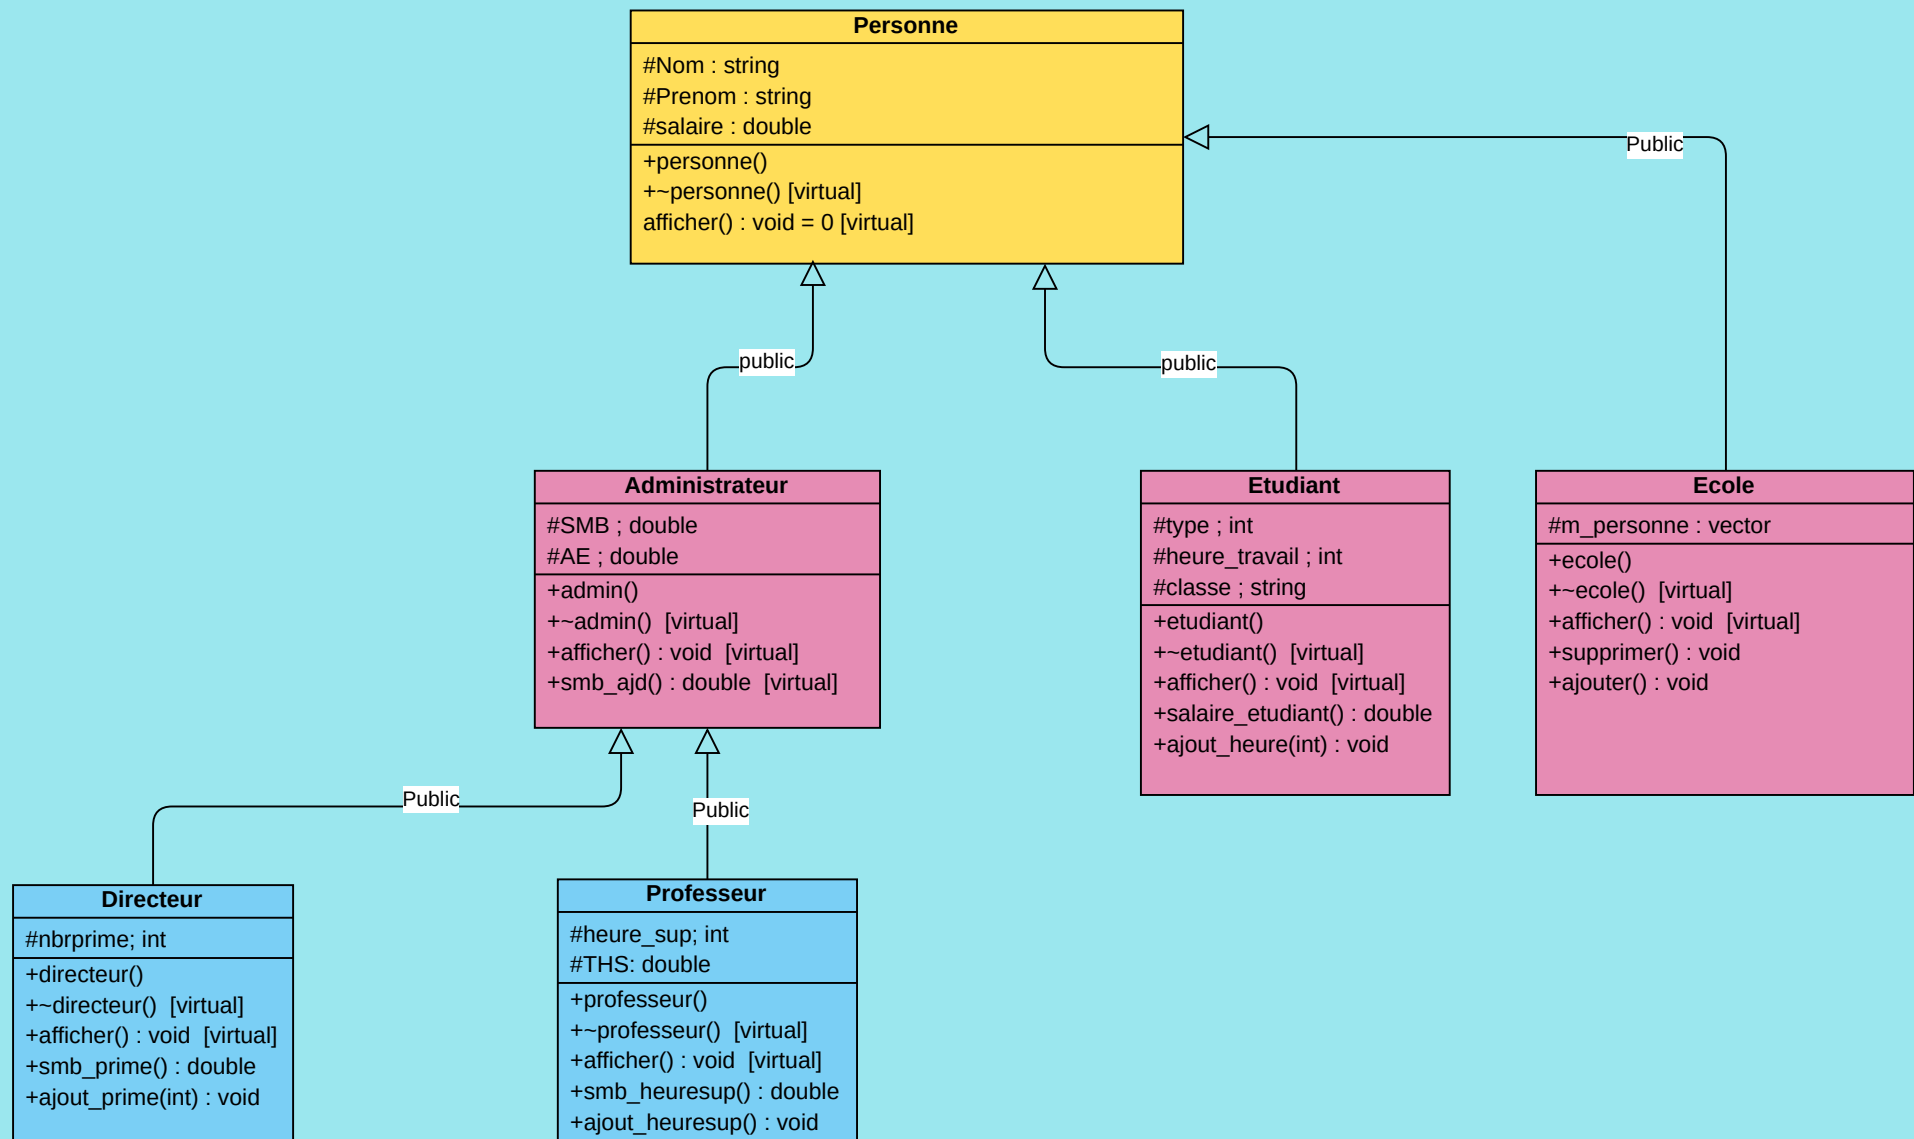 Personne
#Nom : string
#Prenom : string
#salaire : double
+personne()
+~personne() [virtual]
afficher() : void = 0 [virtual]
Public
public
public
Administrateur
#SMB ; double
#AE ; double
+admin()
+~admin()  [virtual]
+afficher() : void  [virtual]
+smb_ajd() : double  [virtual]
Etudiant
#type ; int
#heure_travail ; int
#classe ; string
+etudiant()
+~etudiant()  [virtual]
+afficher() : void  [virtual]
+salaire_etudiant() : double
+ajout_heure(int) : void
Ecole
#m_personne : vector
+ecole()
+~ecole()  [virtual]
+afficher() : void  [virtual]
+supprimer() : void
+ajouter() : void
Public
Public
Directeur
#nbrprime; int
+directeur()
+~directeur()  [virtual]
+afficher() : void  [virtual]
+smb_prime() : double
+ajout_prime(int) : void
Professeur
#heure_sup; int
#THS: double
+professeur()
+~professeur()  [virtual]
+afficher() : void  [virtual]
+smb_heuresup() : double
+ajout_heuresup() : void